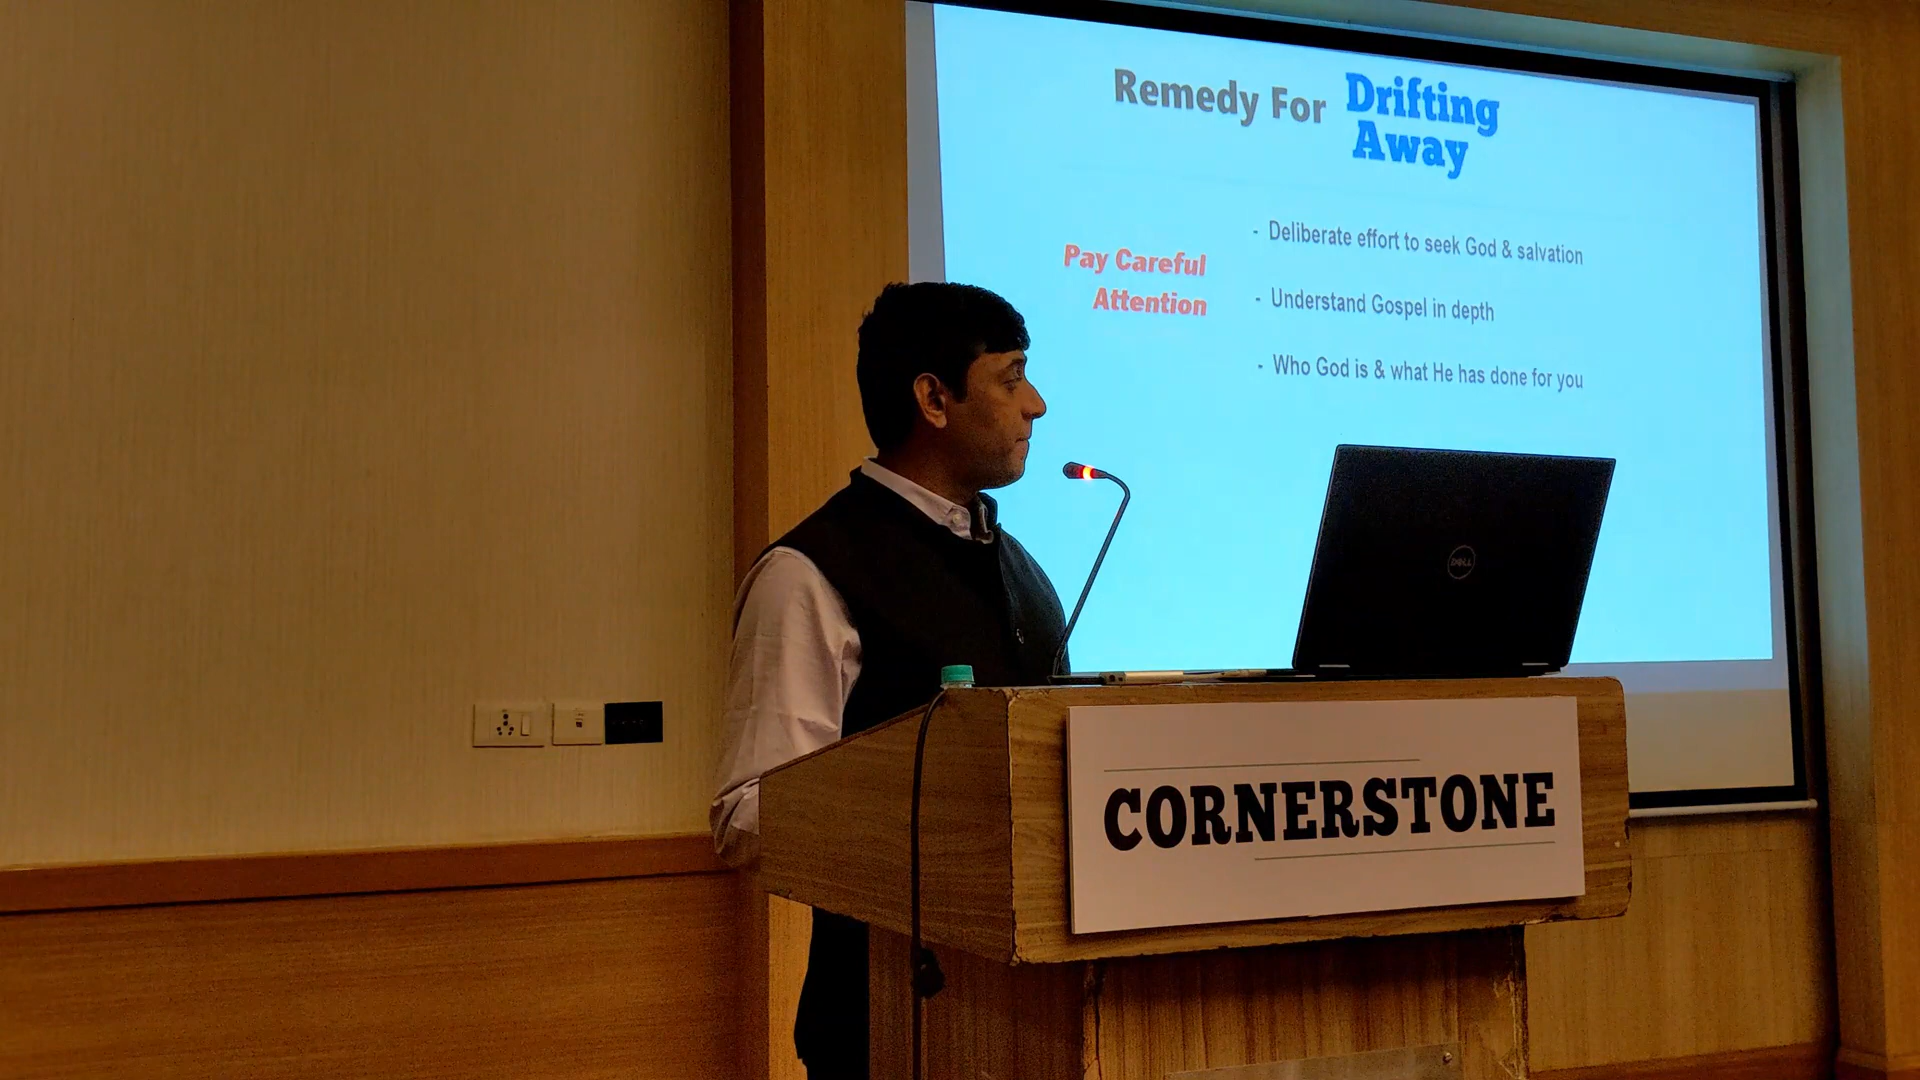 Remedy For Drifting
Away
Pay Careful
Attention
- Deliberate effort to seek God & salvation
- Understand Gospel in depth
- Who God is & what He has done for you
DELL
CORNERSTONE